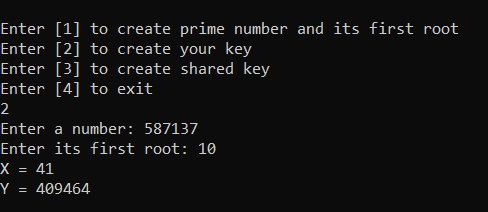 Enter [1] to create prime number and its first root
Enter [2] to create your key
Enter [3] to create shared key
Enter [4] to exit
2
Enter a number: 587137
Enter its first root: 10
X = 41
Y = 409464